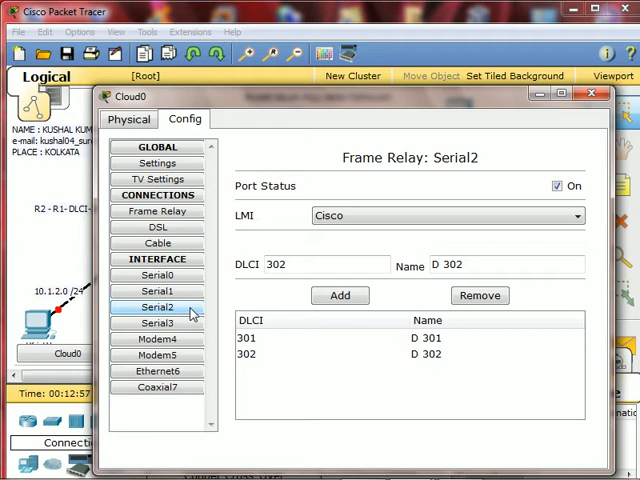 Cisco Packet Tracer
File Edit Options View Tools Extensions Help
Logical [Root] New Cluster Move Object Set Tiled Background Viewport
Cloud0
Physical Config
NAME : KUSHAL KUM
e-mail: kushal04_sure
PLACE : KOLKATA
R2 - R1- DLCI-
10.1.2.0 /24
Cloud0
Time: 00:12:57
Connectio
GLOBAL
Settings
TV Settings
CONNECTIONS
Frame Relay
DSL
Cable
INTERFACE
Serial0
Serial1
Serial2
Serial3
Modem4
Modem5
Ethernet6
Coaxial7
Frame Relay: Serial2
Port Status On
LMI Cisco
DLCI 302 Name D 302
Add Remove
DLCI Name
301 D 301
302 D 302